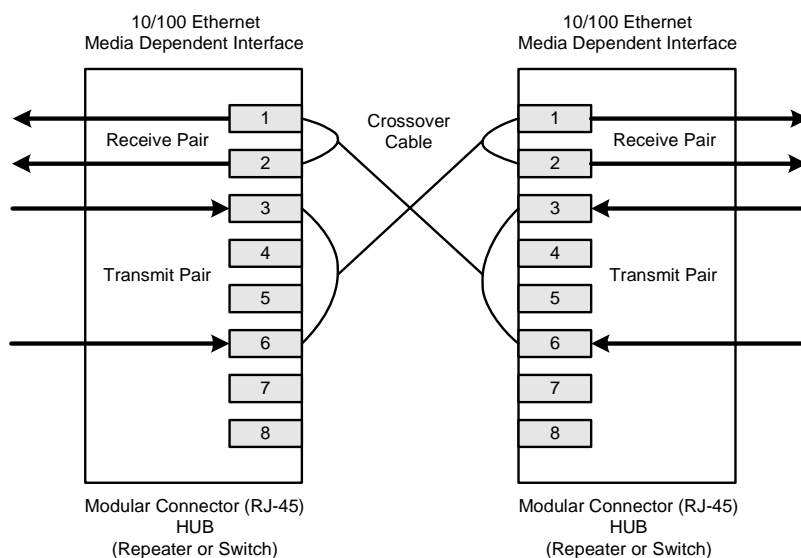 10/100 Ethernet
Media Dependent Interface
10/100 Ethernet
Media Dependent Interface
1
Receive Pair
2
3
4
Transmit Pair
5
6
7
8
Crossover
Cable
1
Receive Pair
2
3
4
Transmit Pair
5
6
7
8
Modular Connector (RJ-45)
HUB
(Repeater or Switch)
Modular Connector (RJ-45)
HUB
(Repeater or Switch)